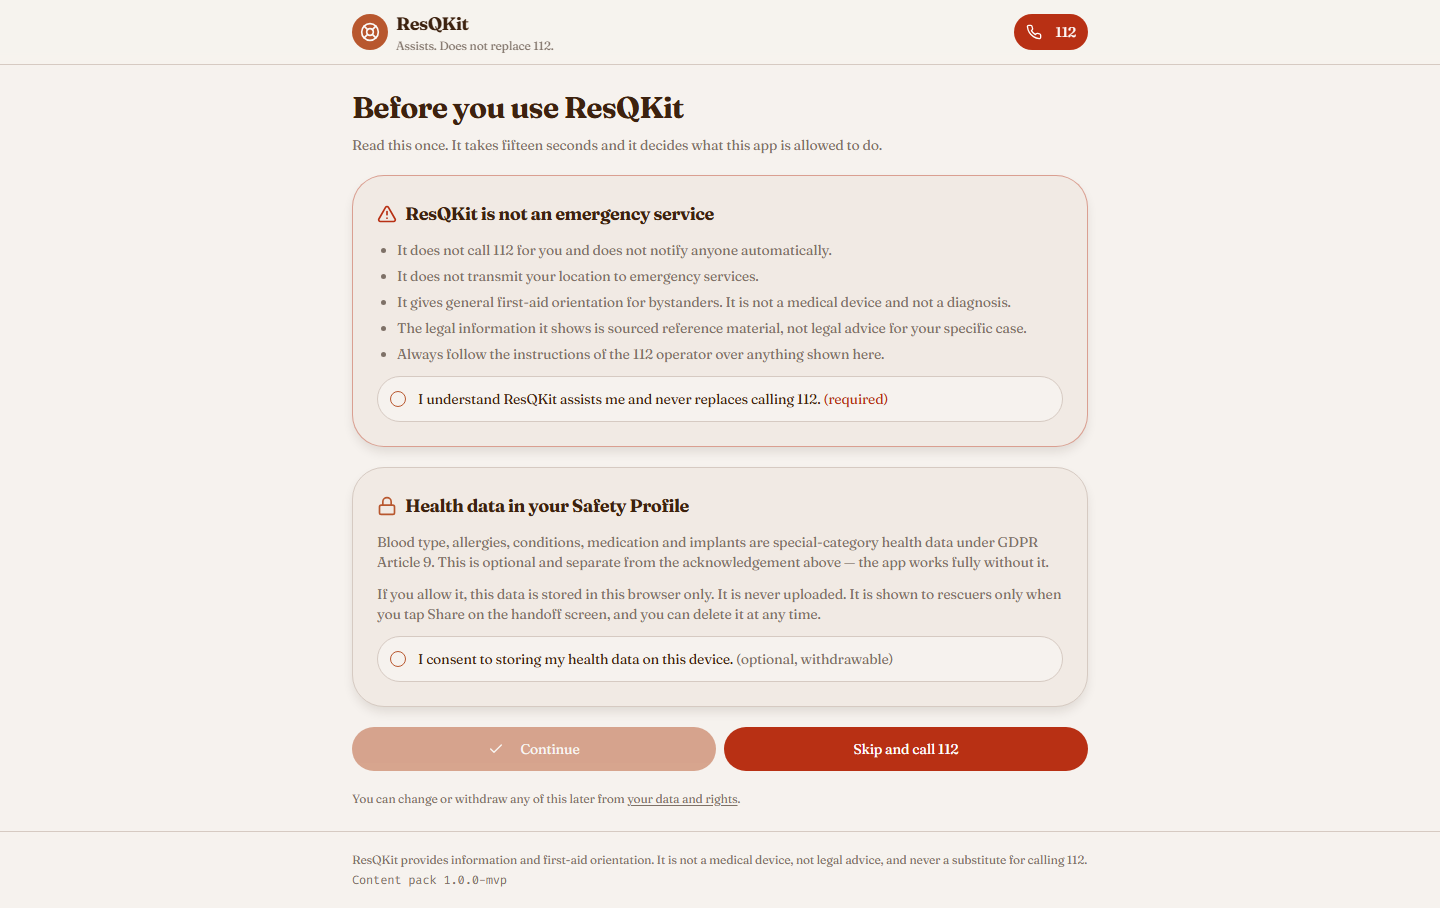 ResQKit
Assists. Does not replace 112.
112
Before you use ResQKit
Read this once. It takes fifteen seconds and it decides what this app is allowed to do.
ResQKit is not an emergency service
It does not call 112 for you and does not notify anyone automatically.
It does not transmit your location to emergency services.
It gives general first-aid orientation for bystanders. It is not a medical device and not a diagnosis.
The legal information it shows is sourced reference material, not legal advice for your specific case.
Always follow the instructions of the 112 operator over anything shown here.
I understand ResQKit assists me and never replaces calling 112. (required)
Health data in your Safety Profile
Blood type, allergies, conditions, medication and implants are special-category health data under GDPR
Article 9. This is optional and separate from the acknowledgement above — the app works fully without it.
If you allow it, this data is stored in this browser only. It is never uploaded. It is shown to rescuers only when
you tap Share on the handoff screen, and you can delete it at any time.
I consent to storing my health data on this device. (optional, withdrawable)
Continue
Skip and call 112
You can change or withdraw any of this later from your data and rights.
ResQKit provides information and first-aid orientation. It is not a medical device, not legal advice, and never a substitute for calling 112.
Content pack 1.0.0-mvp